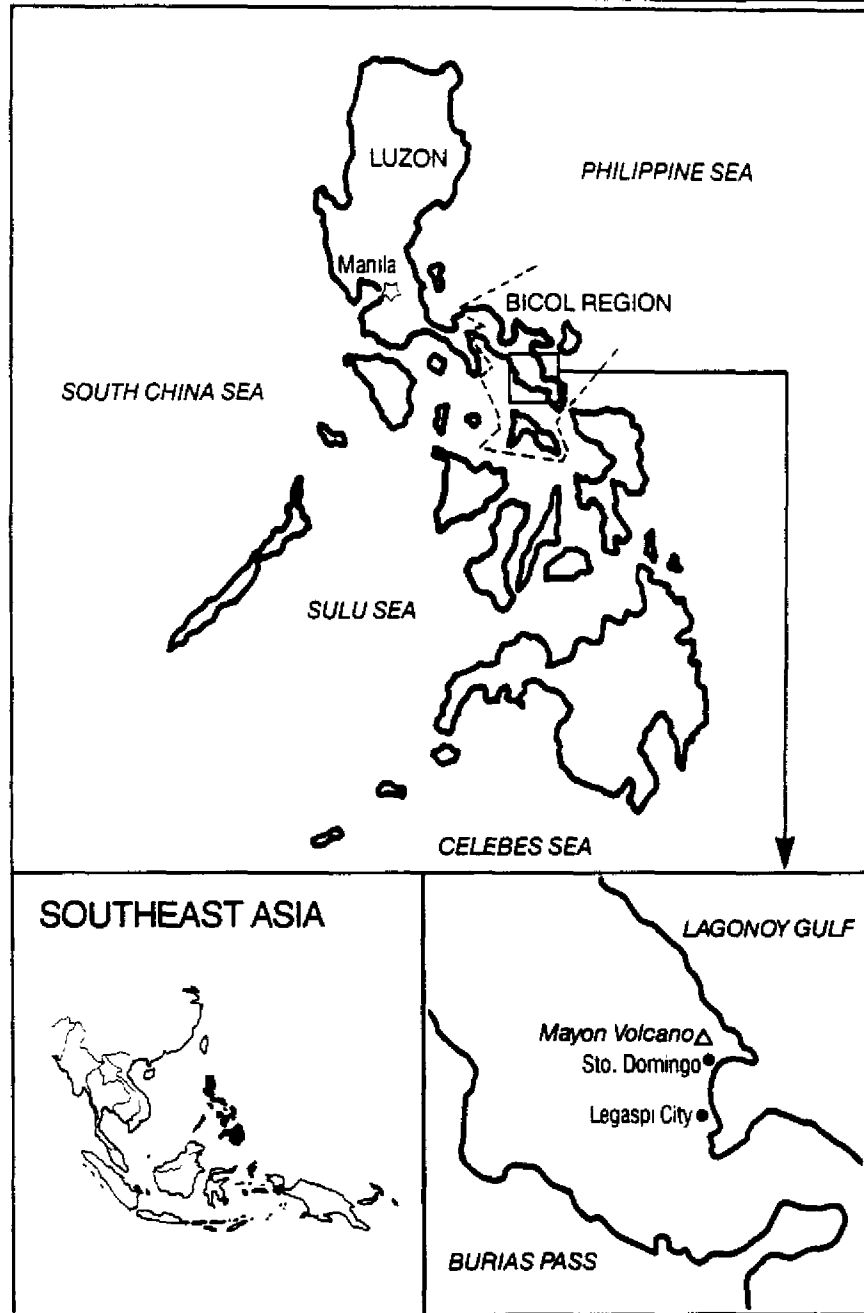 LUZON
PHILIPPINE SEA
Manila
BICOL REGION
SOUTH CHINA SEA
SULU SEA
CELEBES SEA
SOUTHEAST ASIA
LAGONOY GULF
Mayon Volcano
Sto. Domingo
Legaspi City
BURIAS PASS